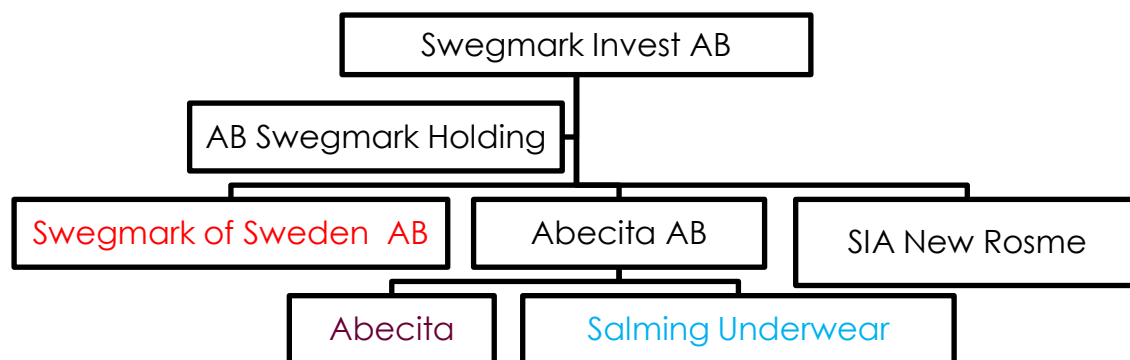 Swegmark Invest AB
AB Swegmark Holding
Swegmark of Sweden  AB
Abecita AB
SIA New Rosme
Abecita
Salming Underwear